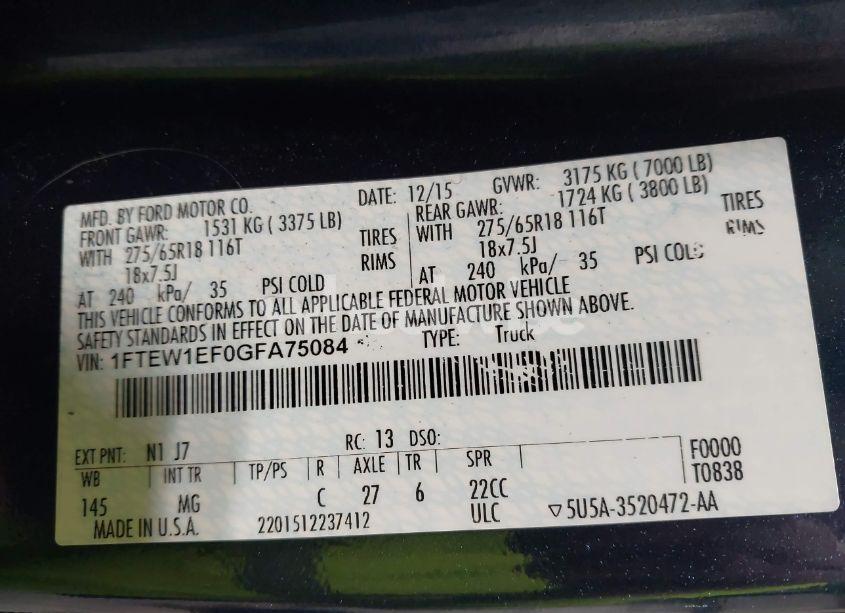 MFD. BY FORD MOTOR CO. DATE: 12/15 GVWR: 3175 KG ( 7000 LB)
FRONT GAWR: 1531 KG ( 3375 LB) REAR GAWR: 1724 KG ( 3800 LB)
WITH 275/65R18 116T TIRES WITH 275/65R18 116T TIRES
18x7.5J RIMS 18x7.5J RIMS
AT 240 kPa/ 35 PSI COLD AT 240 kPa/ 35 PSI COLD
THIS VEHICLE CONFORMS TO ALL APPLICABLE FEDERAL MOTOR VEHICLE
SAFETY STANDARDS IN EFFECT ON THE DATE OF MANUFACTURE SHOWN ABOVE.
VIN: 1FTEW1EF0GFA75084 TYPE: Truck
EXT PNT: N1 J7 RC: 13 DSO: F0000
WB INT TR TP/PS R AXLE TR SPR T0838
145 MG C 27 6 22CC
MADE IN U.S.A. 2201512237412 ULC ▽5U5A-3520472-AA